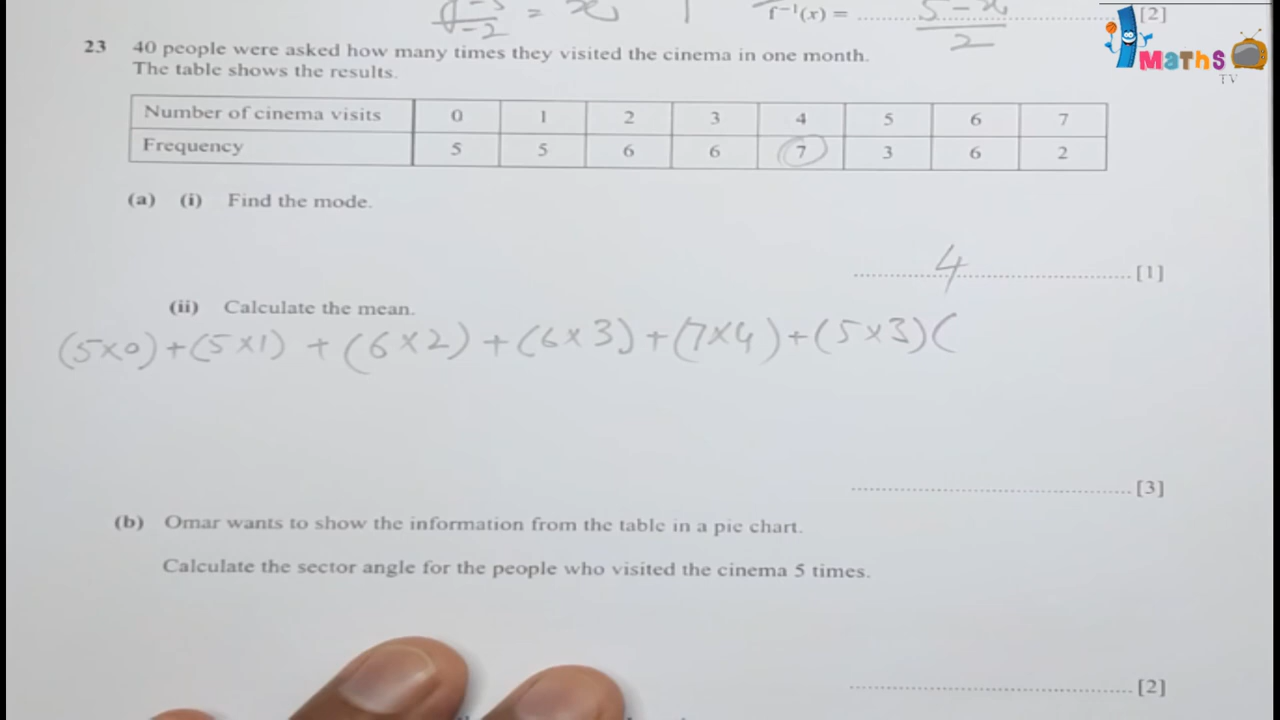 = x
f⁻¹(x) = 5 - x / 2 [2]
Maths
TV
23 40 people were asked how many times they visited the cinema in one month.
The table shows the results.
Number of cinema visits 0 1 2 3 4 5 6 7
Frequency 5 5 6 6 7 3 6 2
(a) (i) Find the mode.
4 [1]
(ii) Calculate the mean.
(5×0)+(5×1) + (6×2) + (6×3) + (7×4) + (5×3) (
[3]
(b) Omar wants to show the information from the table in a pie chart.
Calculate the sector angle for the people who visited the cinema 5 times.
[2]